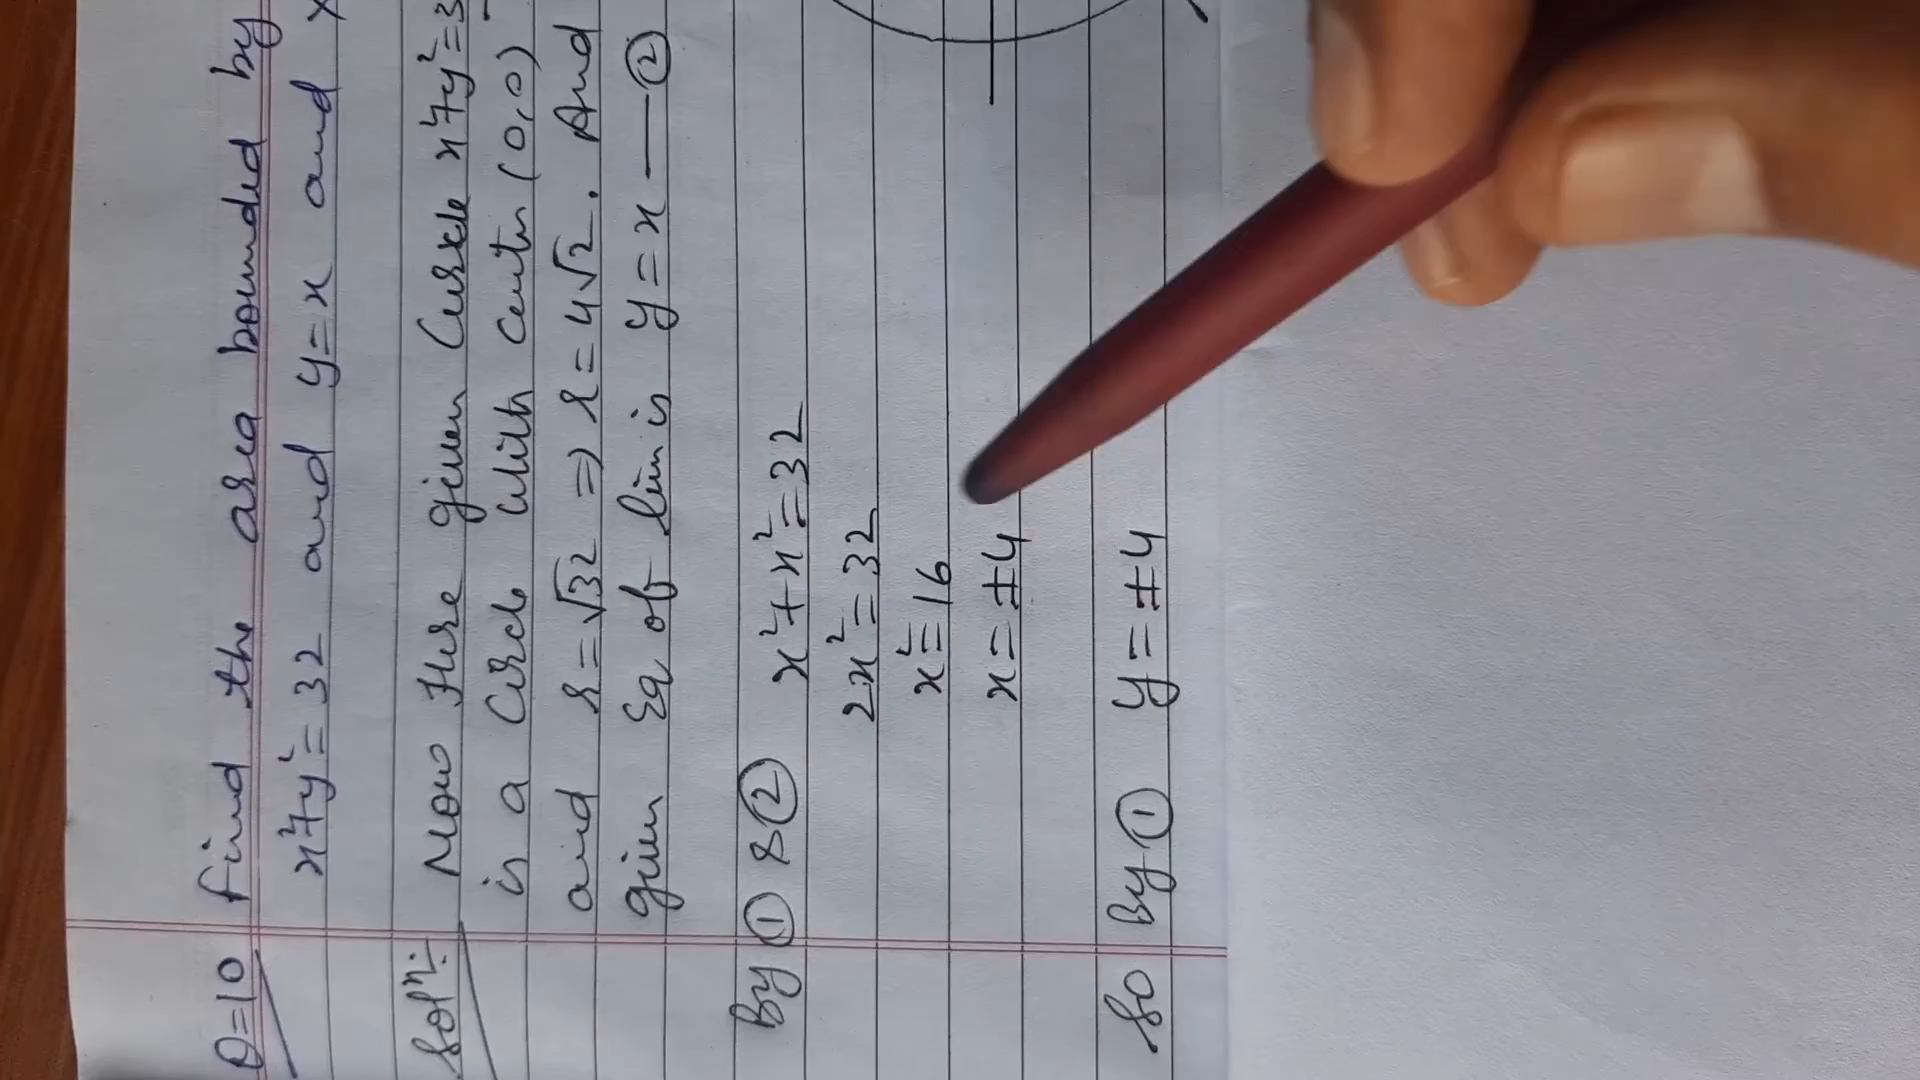 Q=10 find the area bounded by
x²+y²=32 and y=x and x
Solⁿ:- Now Here given Curve x²+y²=3
is a Circle with centre (0,0)
and r=√32 ⇒ r=4√2. And
given Eq of line is y=x —②
By ① & ② x²+x²=32
2x²=32
x²=16
x=±4
So By ① y=±4